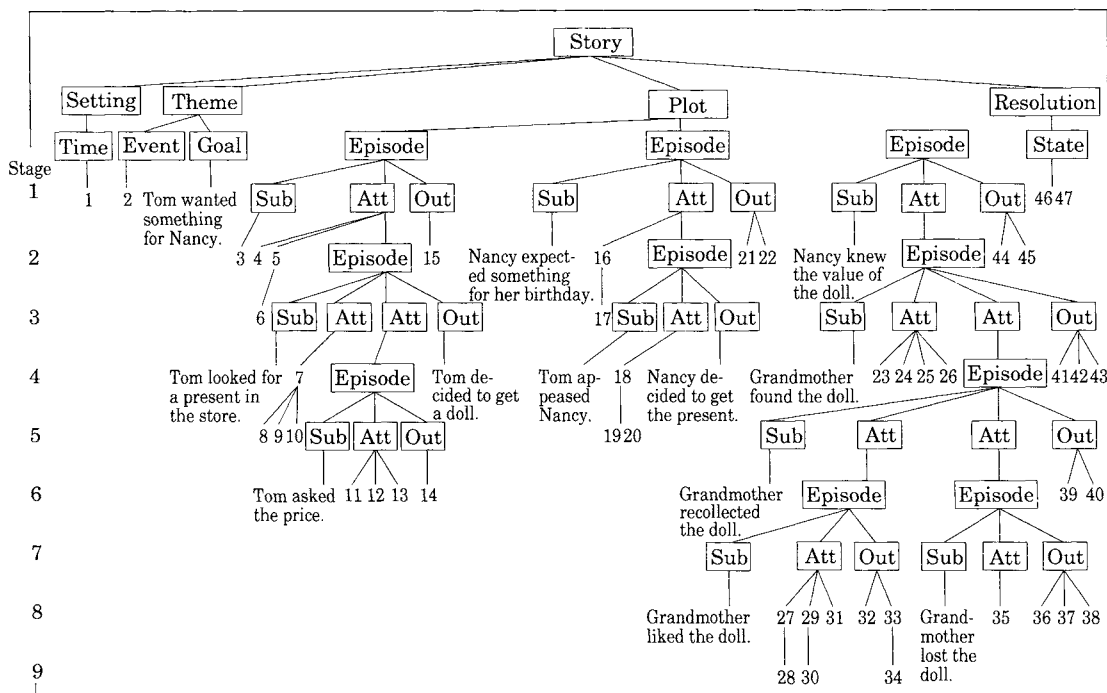 Story
Setting Theme Plot Resolution
Time Event Goal Episode Episode Episode State
Stage
1 1 2 Tom wanted Sub Att Out Sub Att Out Sub Att Out 46 47
something
for Nancy.
3 4 5 15 16 21 22 44 45
2 Episode Nancy expect- Episode Nancy knew Episode
ed something the value of
for her birthday. the doll.
3 6 Sub Att Att Out 17 Sub Att Out Sub Att Att Out
4 Tom looked for 7 Episode Tom de- Tom ap- 18 Nancy de- Grandmother 23 24 25 26 Episode 41 42 43
a present cided to get peased cided to get found the doll.
in the a doll. Nancy. the present.
store.
5 8 9 10 Sub Att Out 19 20 Sub Att Att Out
6 Tom asked 11 12 13 14 Grandmother Episode Episode 39 40
the price. recollected
the doll.
7 Sub Att Out Sub Att Out
8 Grandmother 27 29 31 32 33 Grand- 35 36 37 38
liked the doll. mother
lost the
9 28 30 34 doll.